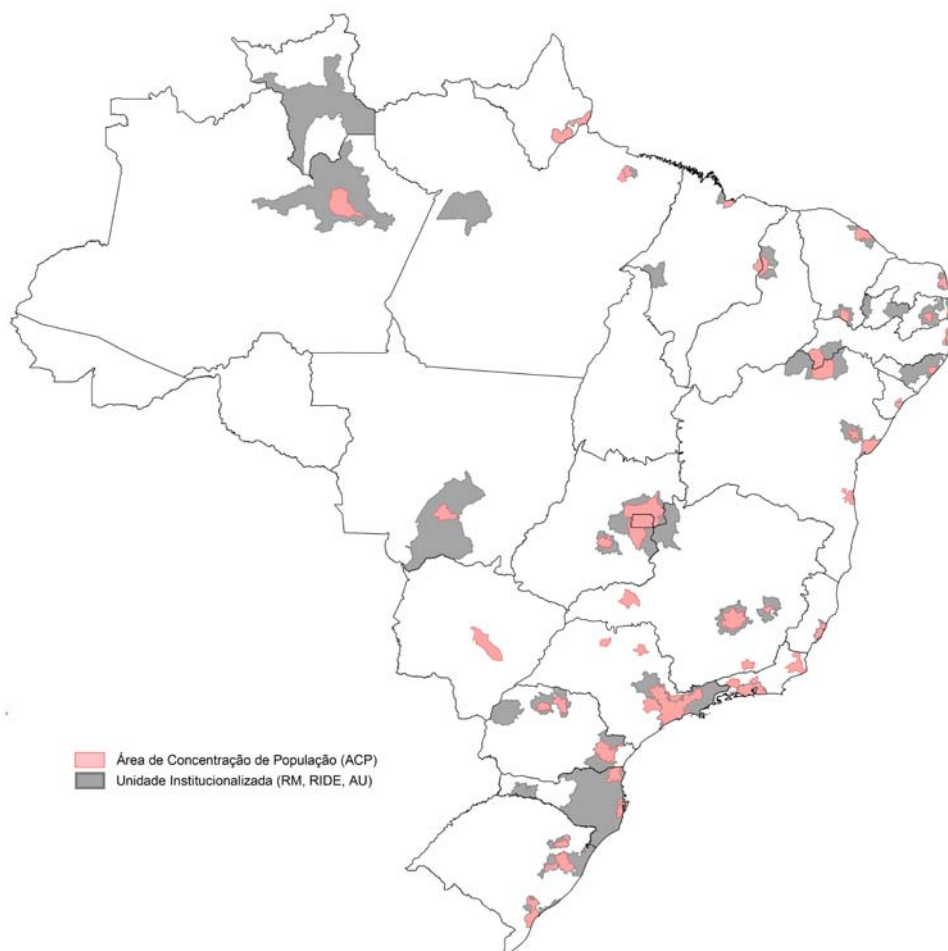 Área de Concentração de População (ACP)
Unidade Institucionalizada (RM, RIDE, AU)